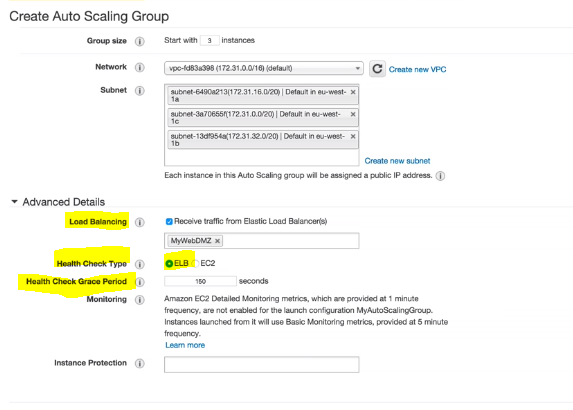 Create Auto Scaling Group
Group size i Start with 3 instances
Network i vpc-fd83a398 (172.31.0.0/16) (default) Create new VPC
Subnet i subnet-6490a213(172.31.16.0/20) | Default in eu-west- ×
1a
subnet-3a70655f(172.31.0.0/20) | Default in eu-west- ×
1c
subnet-13df954a(172.31.32.0/20) | Default in eu-west- ×
1b
Create new subnet
Each instance in this Auto Scaling group will be assigned a public IP address. i
Advanced Details
Load Balancing i Receive traffic from Elastic Load Balancer(s)
MyWebDMZ ×
Health Check Type i ELB EC2
Health Check Grace Period i 150 seconds
Monitoring i Amazon EC2 Detailed Monitoring metrics, which are provided at 1 minute
frequency, are not enabled for the launch configuration MyAutoScalingGroup.
Instances launched from it will use Basic Monitoring metrics, provided at 5 minute
frequency.
Learn more
Instance Protection i